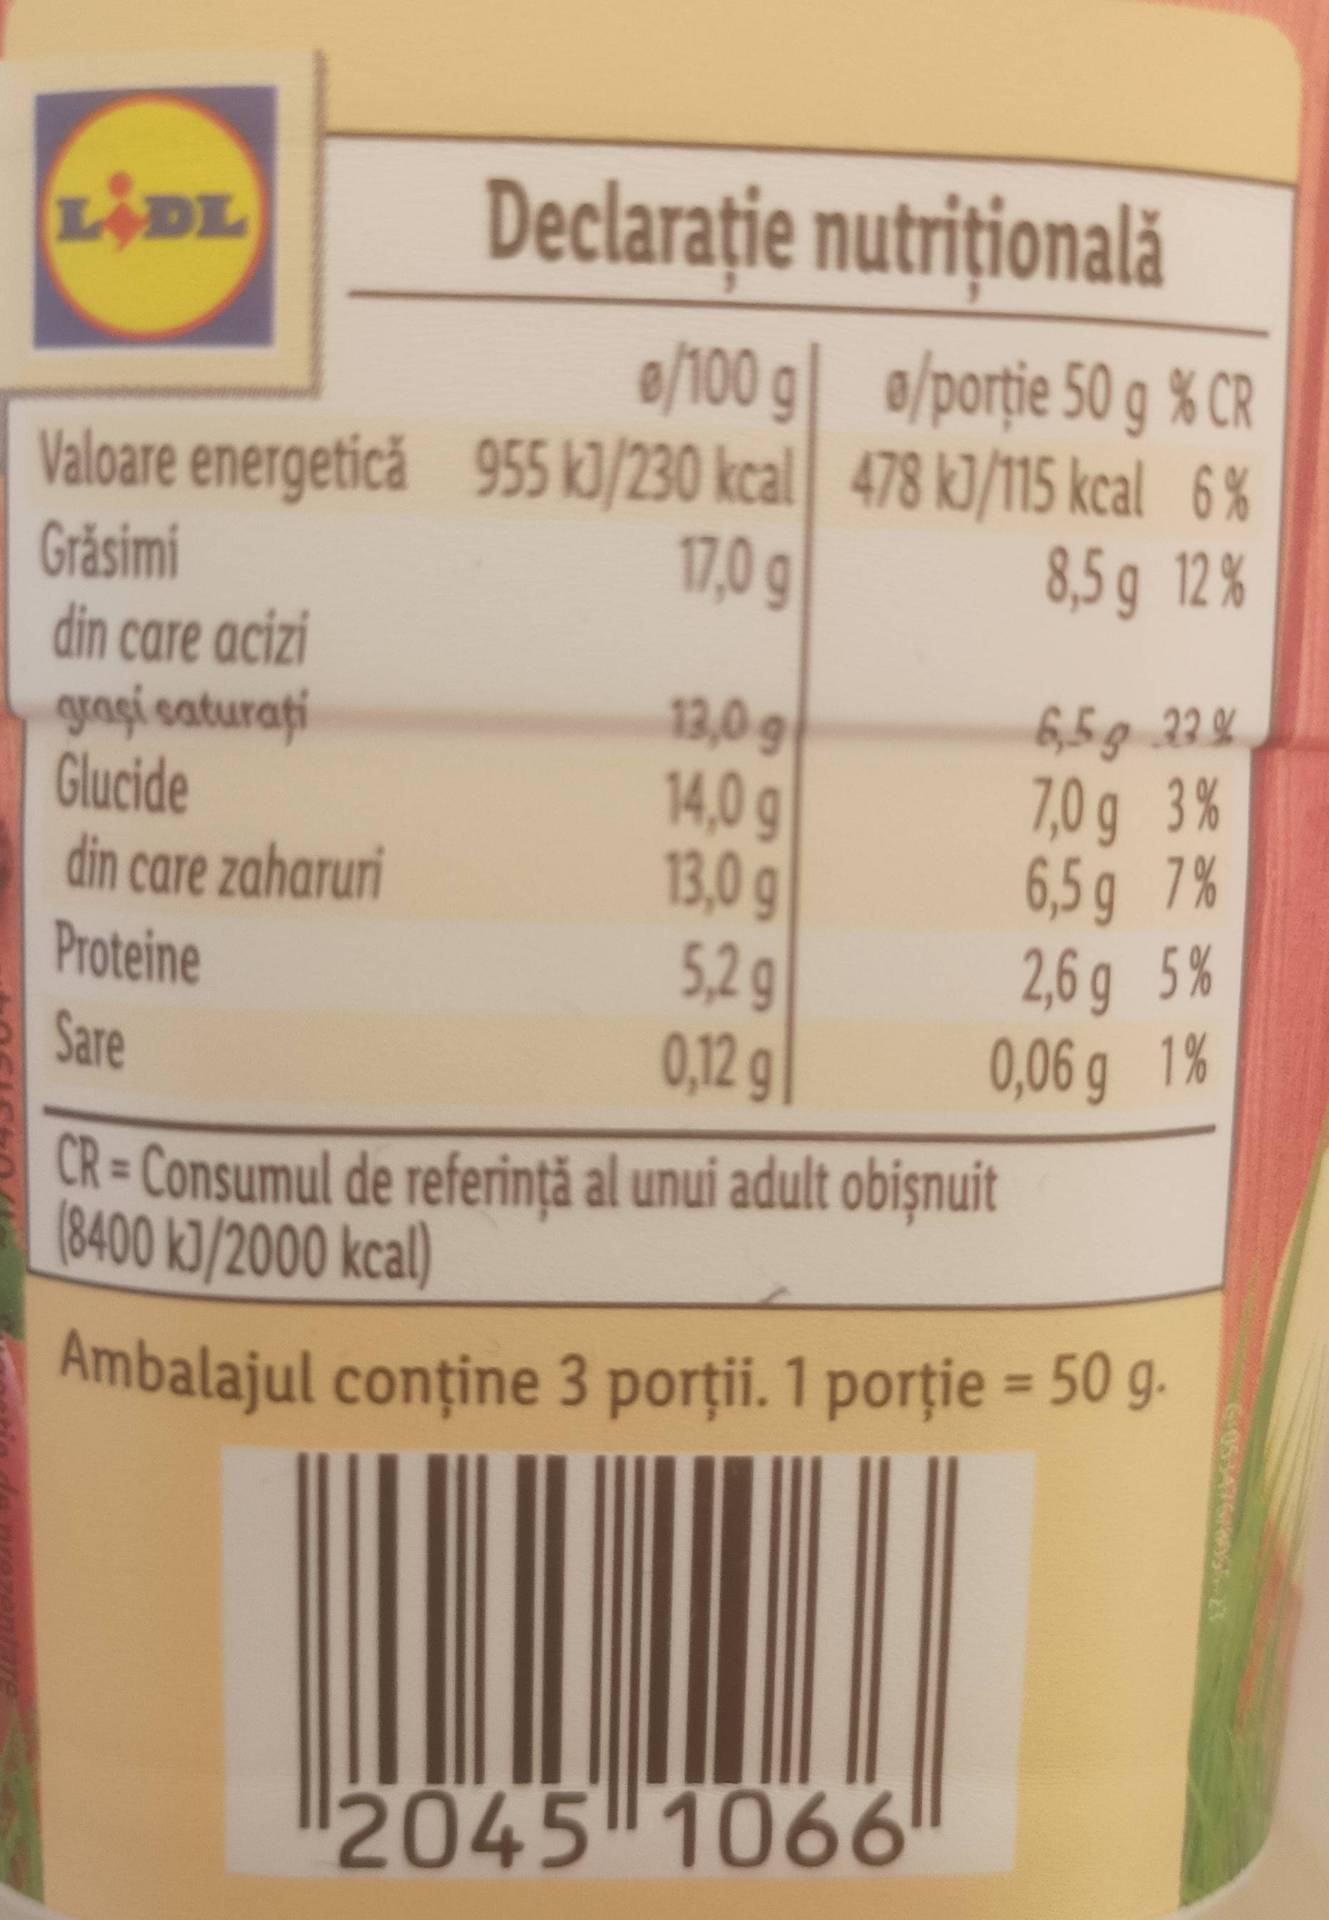 LIDL
Declarație nutrițională
ø/100 g ø/porție 50 g % CR
Valoare energetică 955 kJ/230 kcal 478 kJ/115 kcal 6 %
Grăsimi 17,0 g 8,5 g 12 %
din care acizi
grași saturați 13,0 g 6,5 g 33 %
Glucide 14,0 g 7,0 g 3 %
din care zaharuri 13,0 g 6,5 g 7 %
Proteine 5,2 g 2,6 g 5 %
Sare 0,12 g 0,06 g 1 %
CR = Consumul de referință al unui adult obișnuit
(8400 kJ/2000 kcal)
Ambalajul conține 3 porții. 1 porție = 50 g.
2045 1066